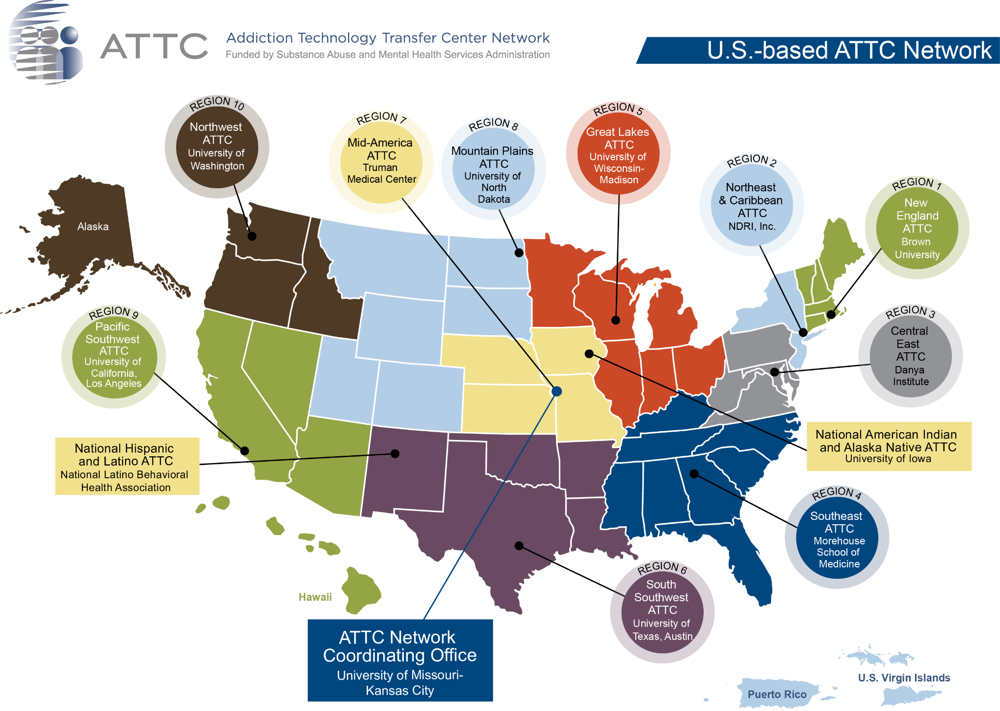 ATTC
Addiction Technology Transfer Center Network
Funded by Substance Abuse and Mental Health Services Administration
U.S.-based ATTC Network
REGION 10
Northwest
ATTC
University of
Washington
REGION 7
Mid-America
ATTC
Truman
Medical Center
REGION 8
Mountain Plains
ATTC
University of
North
Dakota
REGION 5
Great Lakes
ATTC
University of
Wisconsin-
Madison
REGION 2
Northeast
& Caribbean
ATTC
NDRI, Inc.
REGION 1
New
England
ATTC
Brown
University
Alaska
REGION 9
Pacific
Southwest
ATTC
University of
California,
Los Angeles
REGION 3
Central
East
ATTC
Danya
Institute
National Hispanic
and Latino ATTC
National Latino Behavioral
Health Association
National American Indian
and Alaska Native ATTC
University of Iowa
REGION 4
Southeast
ATTC
Morehouse
School of
Medicine
REGION 6
South
Southwest
ATTC
University of
Texas, Austin
Hawaii
ATTC Network
Coordinating Office
University of Missouri-
Kansas City
U.S. Virgin Islands
Puerto Rico